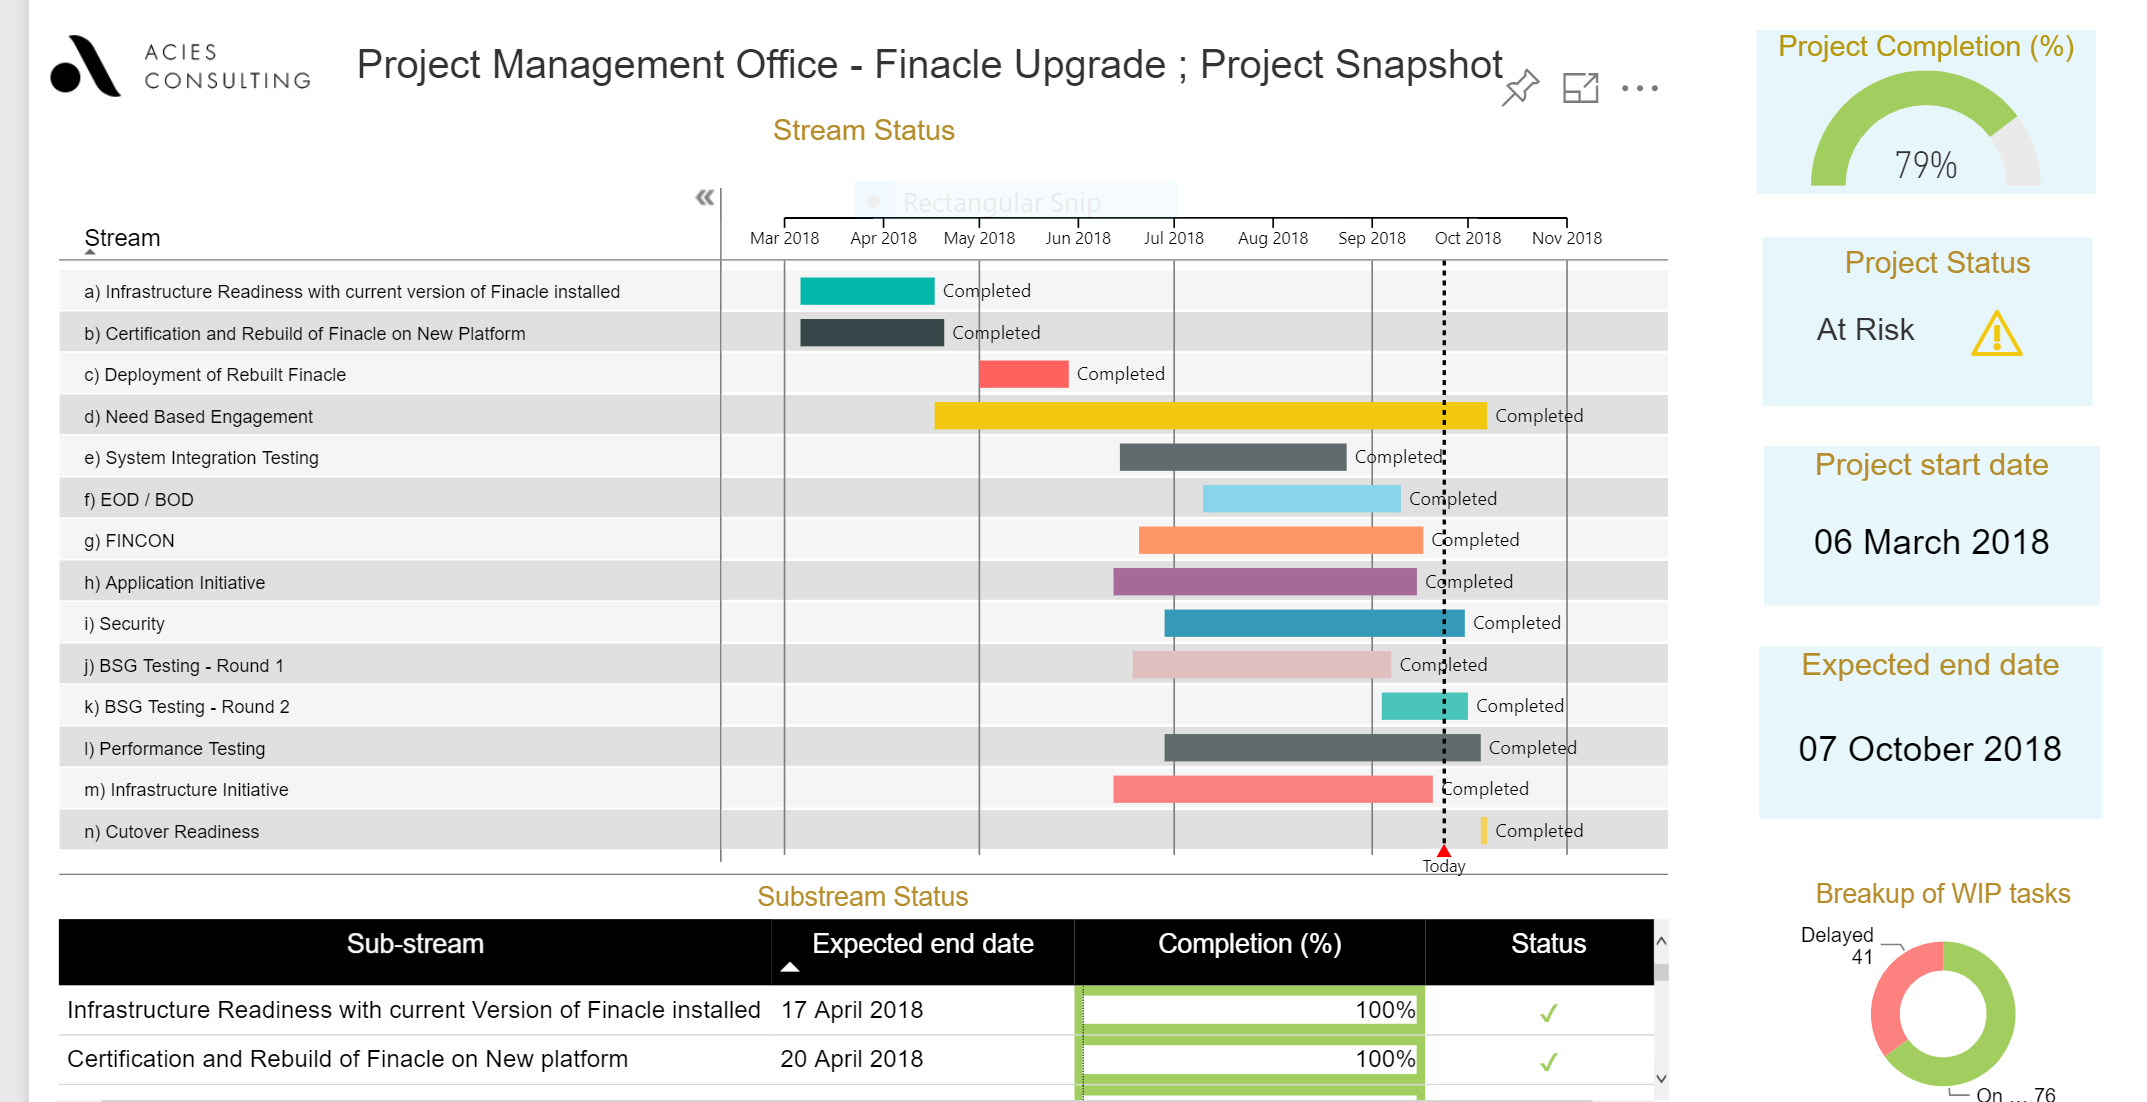 ACIES
CONSULTING
Project Management Office - Finacle Upgrade ; Project Snapshot
Stream Status
Rectangular Snip
Stream
Mar 2018 Apr 2018 May 2018 Jun 2018 Jul 2018 Aug 2018 Sep 2018 Oct 2018 Nov 2018
a) Infrastructure Readiness with current version of Finacle installed Completed
b) Certification and Rebuild of Finacle on New Platform Completed
c) Deployment of Rebuilt Finacle Completed
d) Need Based Engagement Completed
e) System Integration Testing Completed
f) EOD / BOD Completed
g) FINCON Completed
h) Application Initiative Completed
i) Security Completed
j) BSG Testing - Round 1 Completed
k) BSG Testing - Round 2 Completed
l) Performance Testing Completed
m) Infrastructure Initiative Completed
n) Cutover Readiness Completed
Today
Substream Status
Sub-stream Expected end date Completion (%) Status
Infrastructure Readiness with current Version of Finacle installed 17 April 2018 100% ✓
Certification and Rebuild of Finacle on New platform 20 April 2018 100% ✓
Project Completion (%)
79%
Project Status
At Risk
Project start date
06 March 2018
Expected end date
07 October 2018
Breakup of WIP tasks
Delayed
41
On ... 76